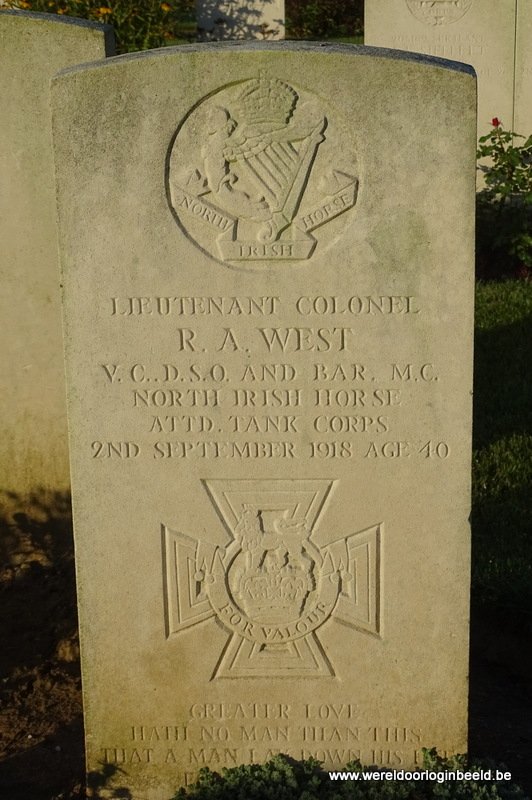 NORTH IRISH HORSE
LIEUTENANT COLONEL
R. A. WEST
V. C., D. S. O. AND BAR, M. C.
NORTH IRISH HORSE
ATTD. TANK CORPS
2ND SEPTEMBER 1918 AGE 40
FOR VALOUR
GREATER LOVE
HATH NO MAN THAN THIS
THAT A MAN LAY DOWN HIS
www.wereldoorloginbeeld.be